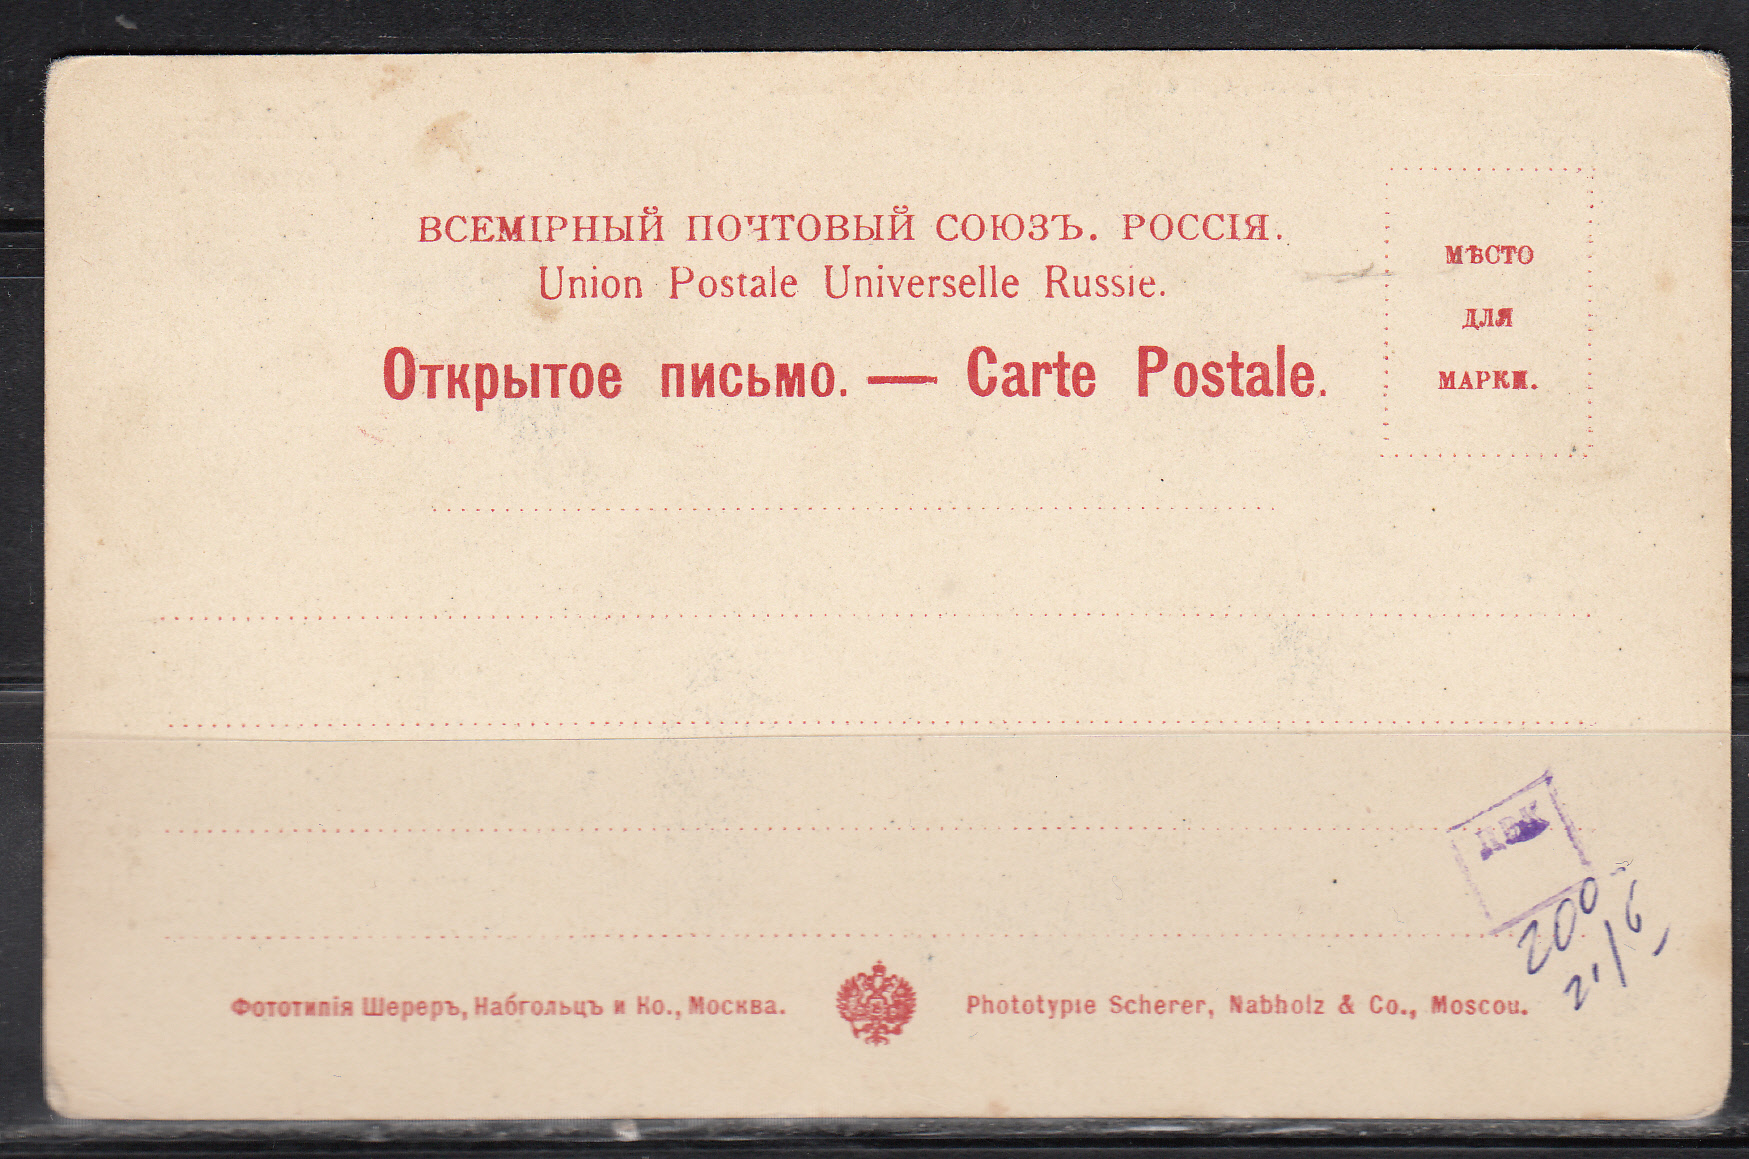 ВСЕМІРНЫЙ ПОЧТОВЫЙ СОЮЗЪ. РОССІЯ.
Union Postale Universelle Russie.
Открытое письмо. — Carte Postale.
МѢСТО
ДЛЯ
МАРКИ.
200
Фототипія Шереръ, Набгольцъ и Ко., Москва.
Phototypie Scherer, Nabholz & Co., Moscou.